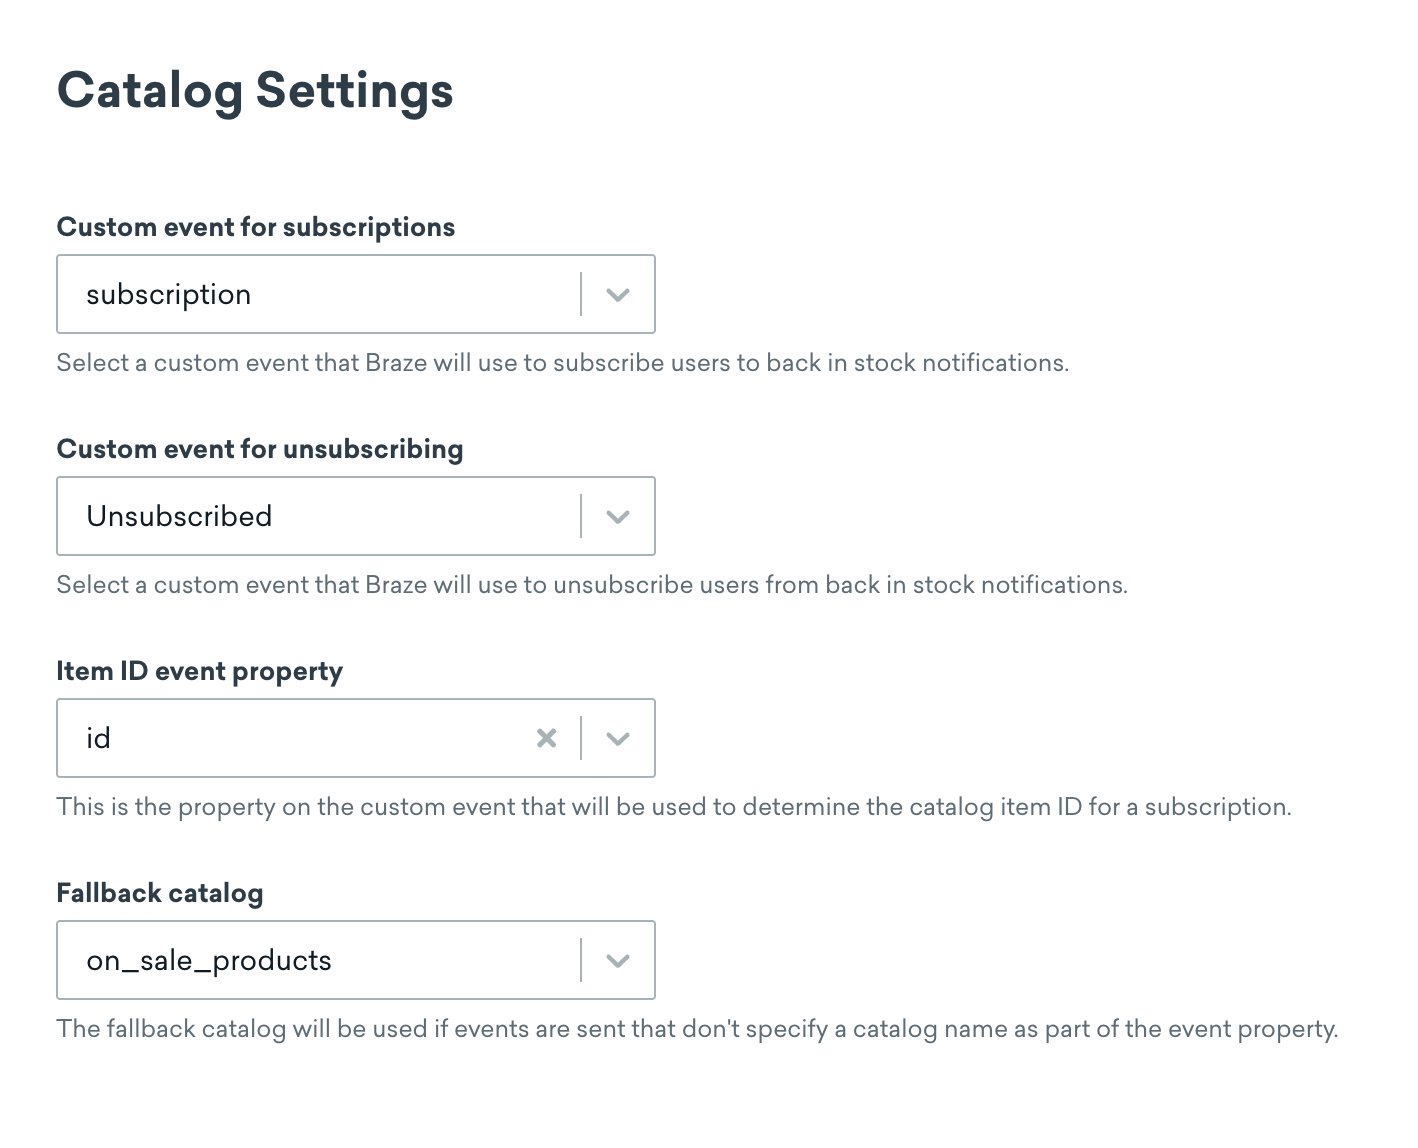 Catalog Settings
Custom event for subscriptions
subscription
Select a custom event that Braze will use to subscribe users to back in stock notifications.
Custom event for unsubscribing
Unsubscribed
Select a custom event that Braze will use to unsubscribe users from back in stock notifications.
Item ID event property
id
This is the property on the custom event that will be used to determine the catalog item ID for a subscription.
Fallback catalog
on_sale_products
The fallback catalog will be used if events are sent that don't specify a catalog name as part of the event property.